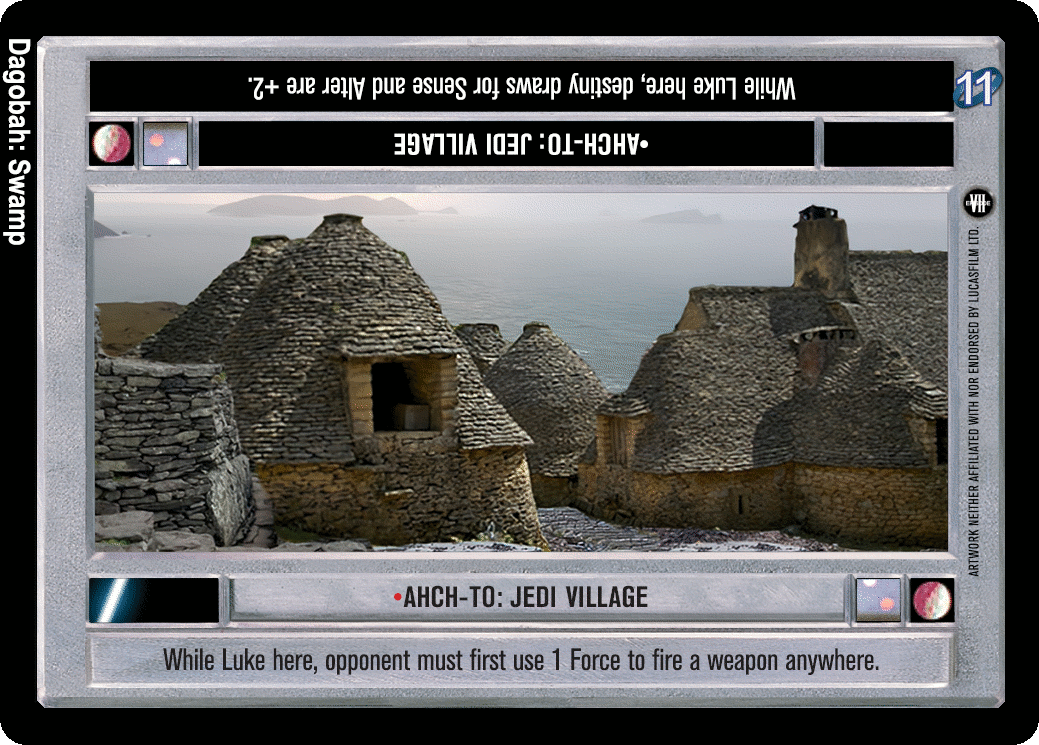 Dagobah: Swamp
While Luke here, destiny draws for Sense and Alter are +2.
11
•AHCH-TO: JEDI VILLAGE
EPISODE
VII
ARTWORK NEITHER AFFILIATED WITH NOR ENDORSED BY LUCASFILM LTD.
•AHCH-TO: JEDI VILLAGE
While Luke here, opponent must first use 1 Force to fire a weapon anywhere.